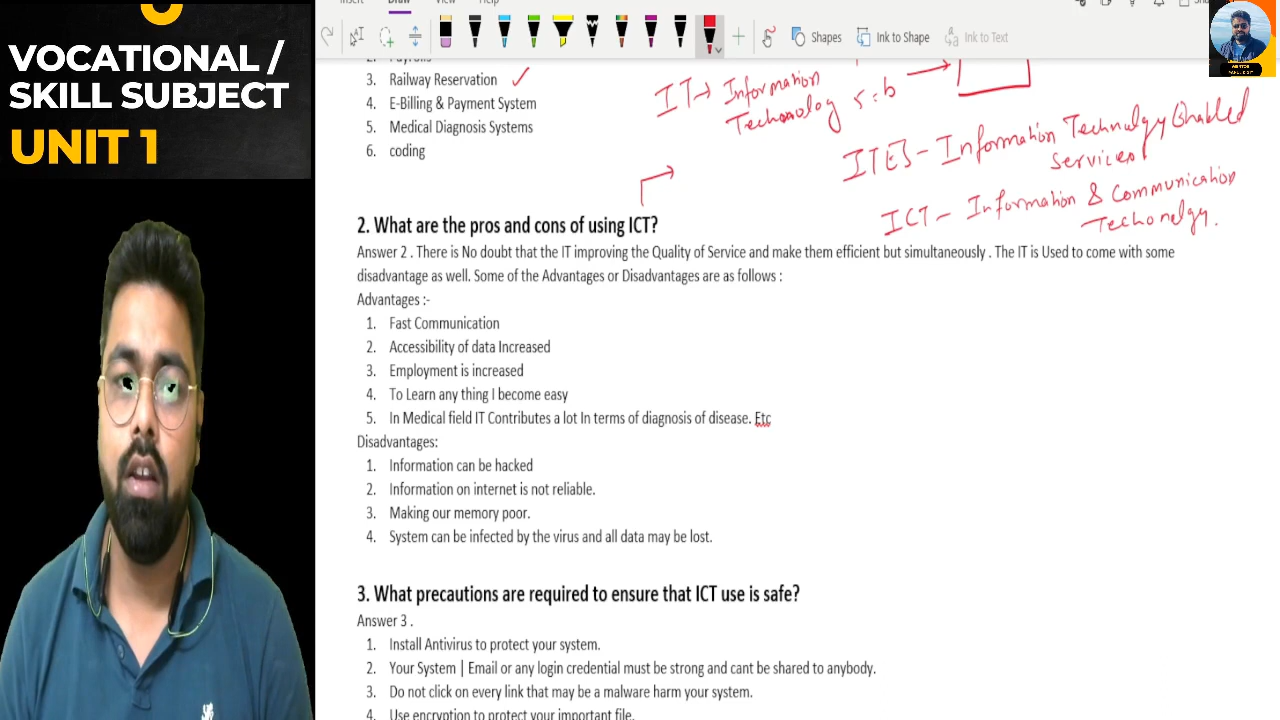 VOCATIONAL /
SKILL SUBJECT
UNIT 1
Draw
Help
Shapes
Ink to Shape
Ink to Text
3. Railway Reservation
4. E-Billing & Payment System
5. Medical Diagnosis Systems
6. coding
IT → Information
Techonolog
ITES - Information Technolgy Enabled
Services
ICT - Information & Communication
Techonolgy.
2. What are the pros and cons of using ICT?
Answer 2 . There is No doubt that the IT improving the Quality of Service and make them efficient but simultaneously . The IT is Used to come with some
disadvantage as well. Some of the Advantages or Disadvantages are as follows :
Advantages :-
1. Fast Communication
2. Accessibility of data Increased
3. Employment is increased
4. To Learn any thing I become easy
5. In Medical field IT Contributes a lot In terms of diagnosis of disease. Etc
Disadvantages:
1. Information can be hacked
2. Information on internet is not reliable.
3. Making our memory poor.
4. System can be infected by the virus and all data may be lost.
3. What precautions are required to ensure that ICT use is safe?
Answer 3 .
1. Install Antivirus to protect your system.
2. Your System | Email or any login credential must be strong and cant be shared to anybody.
3. Do not click on every link that may be a malware harm your system.
4. Use encryption to protect your important file.